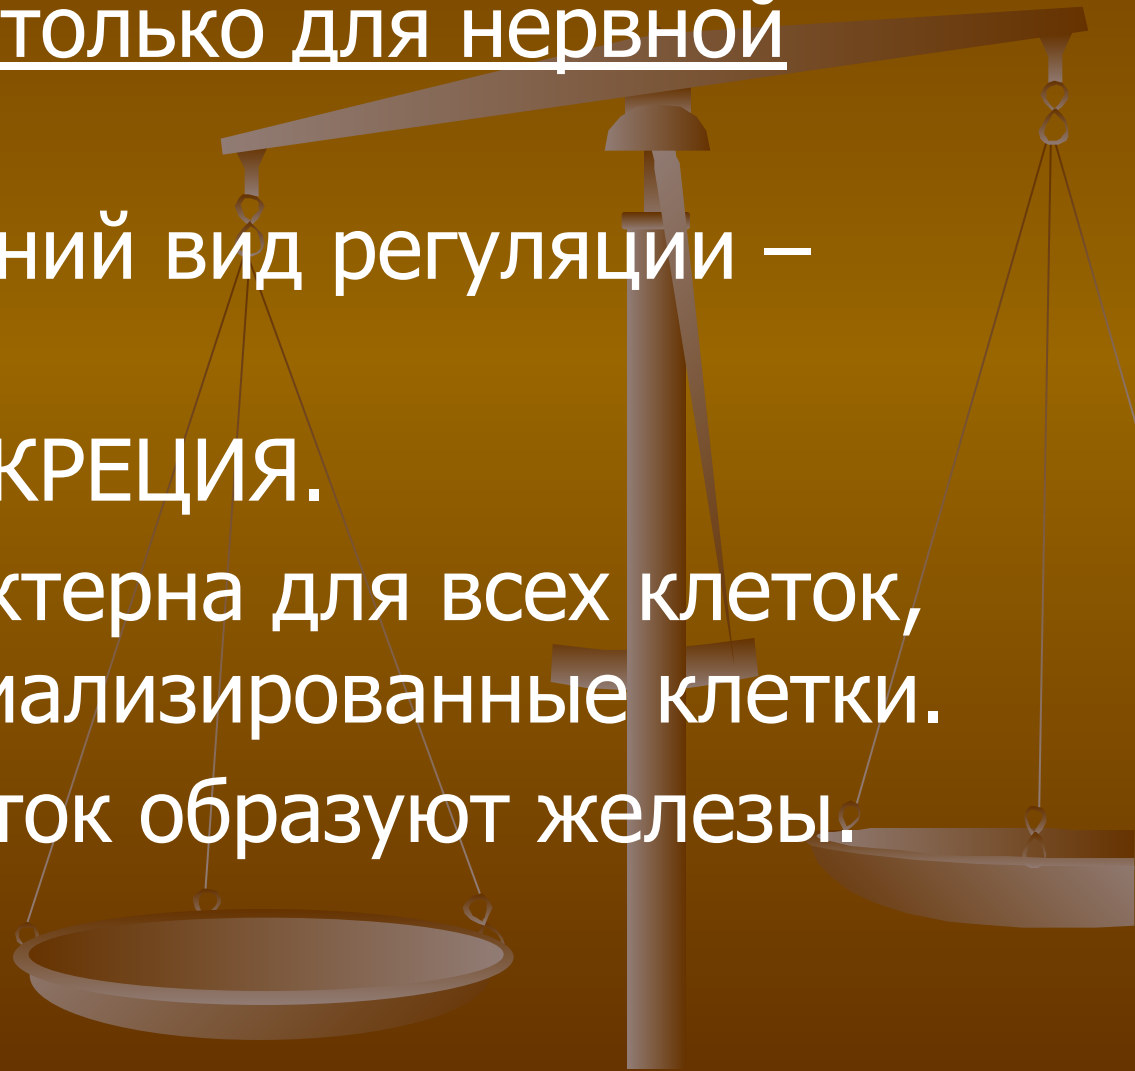 только для нервной
ний вид регуляции –
КРЕЦИЯ.
ктерна для всех клеток,
иализированные клетки.
ток образуют железы.